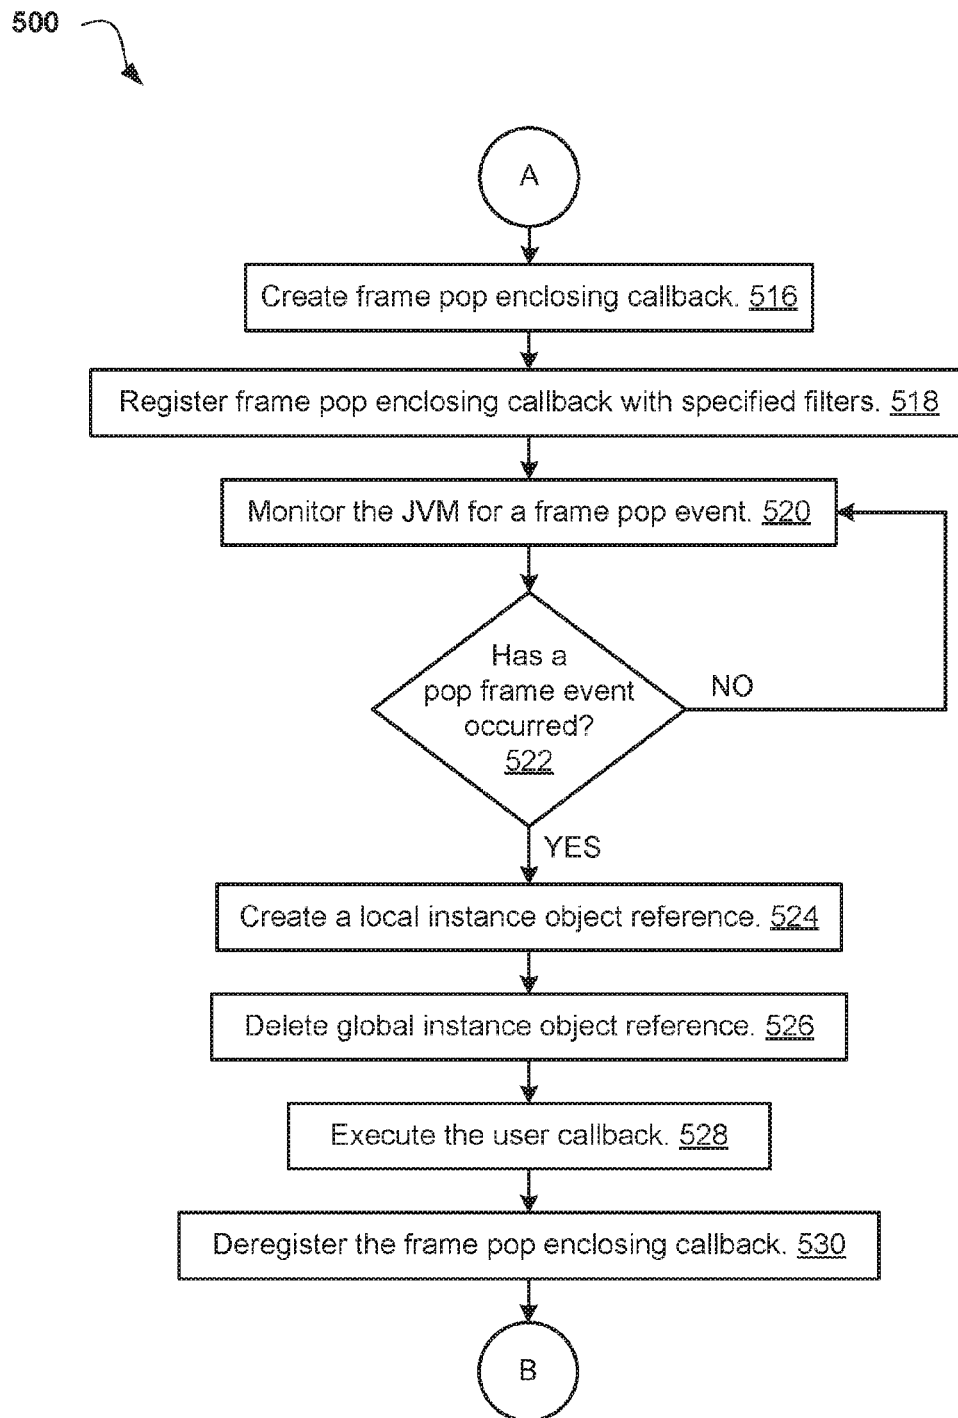 500
A
Create frame pop enclosing callback. 516
Register frame pop enclosing callback with specified filters. 518
Monitor the JVM for a frame pop event. 520
Has a
pop frame event
occurred?
522
NO
YES
Create a local instance object reference. 524
Delete global instance object reference. 526
Execute the user callback. 528
Deregister the frame pop enclosing callback. 530
B